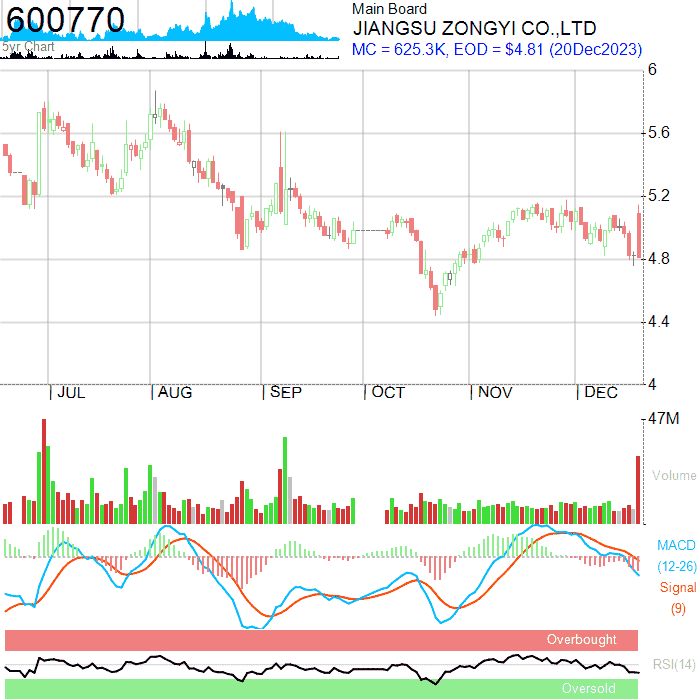 600770
5yr Chart
Main Board
JIANGSU ZONGYI CO.,LTD
MC = 625.3K, EOD = $4.81 (20Dec2023)
6
5.6
5.2
4.8
4.4
4
JUL AUG SEP OCT NOV DEC
47M
Volume
MACD
(12-26)
Signal
(9)
Overbought
RSI(14)
Oversold